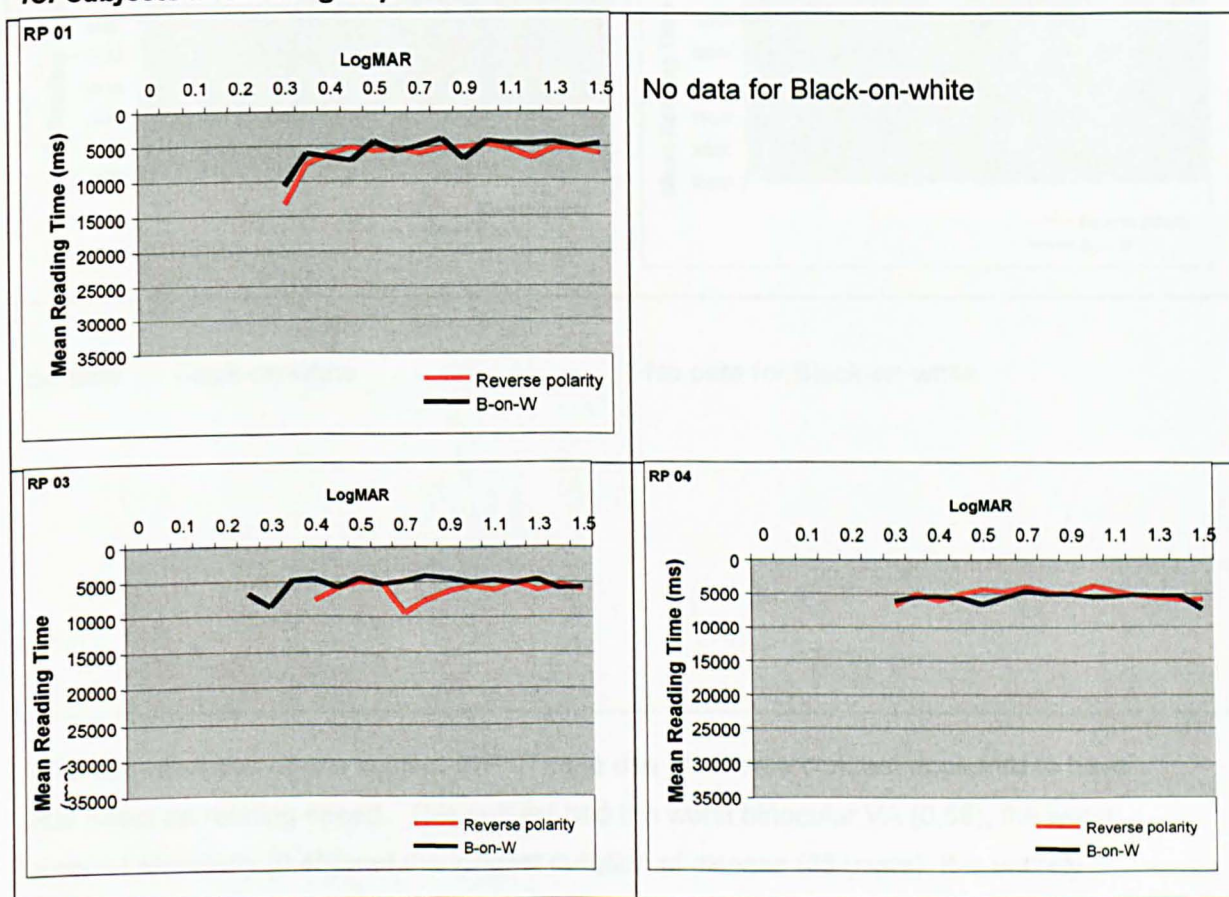 RP 01
LogMAR
0 0.1 0.2 0.3 0.4 0.5 0.7 0.9 1.1 1.3 1.5
0
5000
10000
15000
20000
25000
30000
35000
Mean Reading Time (ms)
Reverse polarity
B-on-W
No data for Black-on-white
RP 03
LogMAR
0 0.1 0.2 0.3 0.4 0.5 0.7 0.9 1.1 1.3 1.5
0
5000
10000
15000
20000
25000
30000
35000
Mean Reading Time
Reverse polarity
B-on-W
RP 04
LogMAR
0 0.1 0.2 0.3 0.4 0.5 0.7 0.9 1.1 1.3 1.5
0
5000
10000
15000
20000
25000
30000
35000
Mean Reading Time (ms)
Reverse polarity
B-on-W